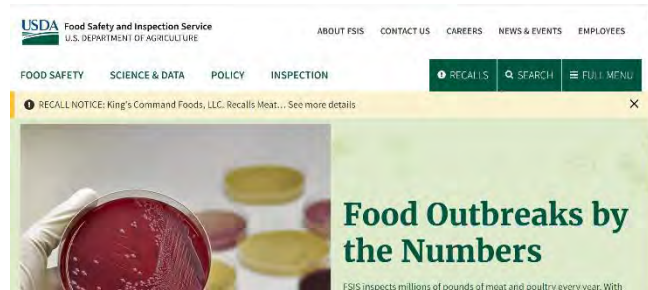 USDA Food Safety and Inspection Service
U.S. DEPARTMENT OF AGRICULTURE
ABOUT FSIS CONTACT US CAREERS NEWS & EVENTS EMPLOYEES
FOOD SAFETY SCIENCE & DATA POLICY INSPECTION RECALLS SEARCH FULL MENU
RECALL NOTICE: King's Command Foods, LLC. Recalls Meat... See more details
Food Outbreaks by
the Numbers
FSIS inspects millions of pounds of meat and poultry every year. With